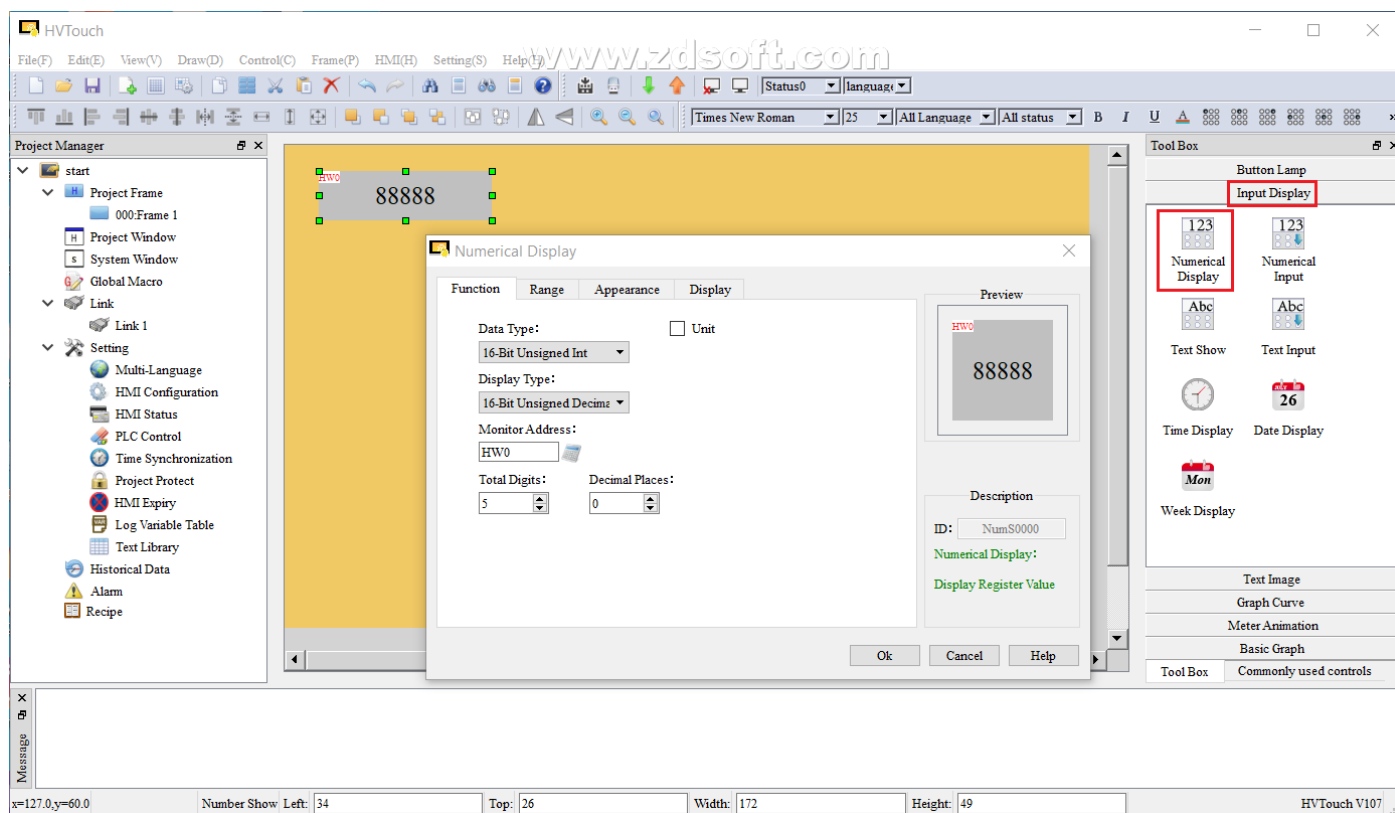 HVTouch
File(F) Edit(E) View(V) Draw(D) Control(C) Frame(P) HMI(H) Setting(S) Help(H)
www.zdsoft.com
Status0 language
Times New Roman 25 All Language All status B I U A
Project Manager
start
Project Frame
000:Frame 1
Project Window
System Window
Global Macro
Link
Link 1
Setting
Multi-Language
HMI Configuration
HMI Status
PLC Control
Time Synchronization
Project Protect
HMI Expiry
Log Variable Table
Text Library
Historical Data
Alarm
Recipe
HW0
88888
Numerical Display
Function Range Appearance Display
Data Type:
Unit
16-Bit Unsigned Int
Display Type:
16-Bit Unsigned Decima
Monitor Address:
HW0
Total Digits: Decimal Places:
5 0
Preview
HW0
88888
Description
ID: NumS0000
Numerical Display:
Display Register Value
Ok Cancel Help
Tool Box
Button Lamp
Input Display
123 123
Numerical Display
Numerical Input
Abc Abc
Text Show Text Input
26
Time Display Date Display
Mon
Week Display
Text Image
Graph Curve
Meter Animation
Basic Graph
Tool Box Commonly used controls
Message
x=127.0,y=60.0 Number Show Left: 34 Top: 26 Width: 172 Height: 49 HVTouch V107